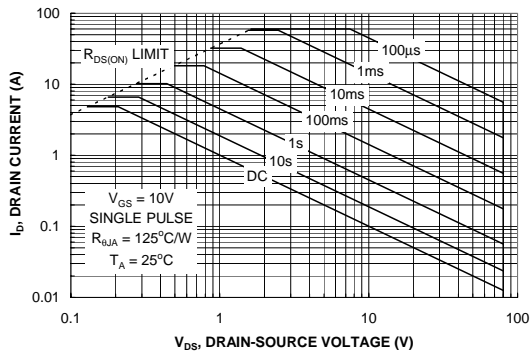 100
10
1
0.1
0.01
I_D, DRAIN CURRENT (A)
R_DS(ON) LIMIT
100µs
1ms
10ms
100ms
1s
10s
DC
V_GS = 10V
SINGLE PULSE
R_θJA = 125°C/W
T_A = 25°C
0.1
1
10
100
V_DS, DRAIN-SOURCE VOLTAGE (V)